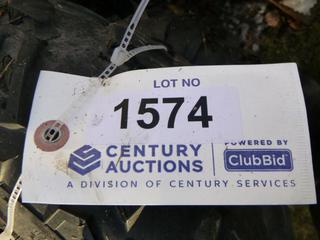 LOT NO
1574
CENTURY AUCTIONS
POWERED BY
ClubBid
A DIVISION OF CENTURY SERVICES